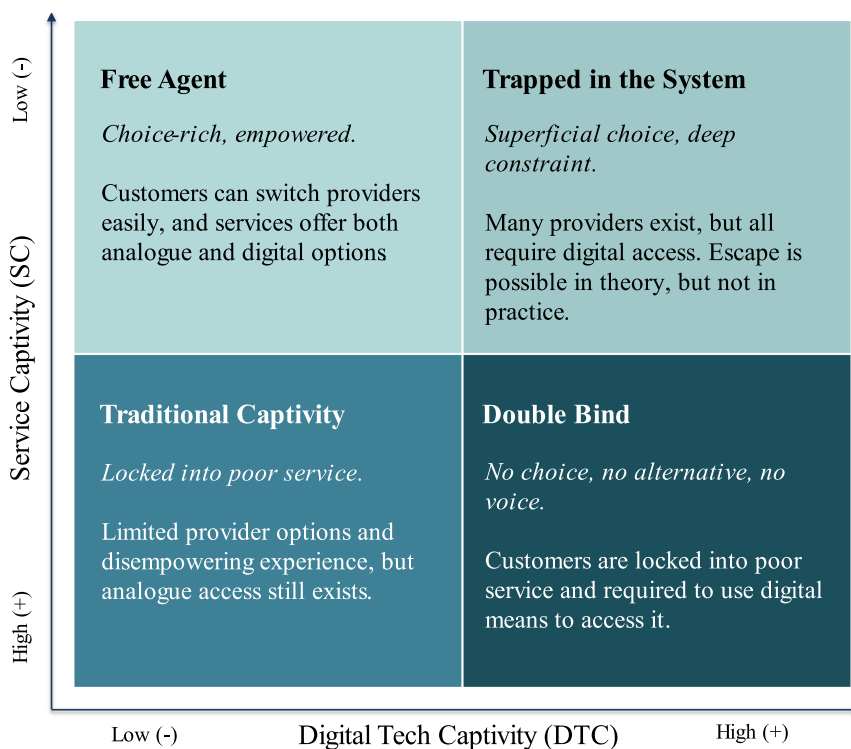 Low (-)
Service Captivity (SC)
High (+)
Free Agent
Choice-rich, empowered.
Customers can switch providers
easily, and services offer both
analogue and digital options
Trapped in the System
Superficial choice, deep
constraint.
Many providers exist, but all
require digital access. Escape is
possible in theory, but not in
practice.
Traditional Captivity
Locked into poor service.
Limited provider options and
disempowering experience, but
analogue access still exists.
Double Bind
No choice, no alternative, no
voice.
Customers are locked into poor
service and required to use digital
means to access it.
Low (-)
Digital Tech Captivity (DTC)
High (+)